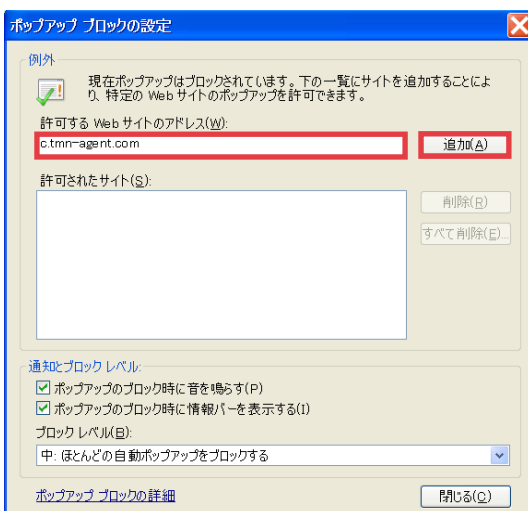 ポップアップ ブロックの設定
例外
現在ポップアップはブロックされています。下の一覧にサイトを追加することによ
り、特定の Web サイトのポップアップを許可できます。
許可する Web サイトのアドレス(W):
c.tmn-agent.com
追加(A)
許可されたサイト(S):
削除(R)
すべて削除(E)...
通知とブロック レベル:
ポップアップのブロック時に音を鳴らす(P)
ポップアップのブロック時に情報バーを表示する(I)
ブロック レベル(B):
中: ほとんどの自動ポップアップをブロックする
ポップアップ ブロックの詳細
閉じる(C)